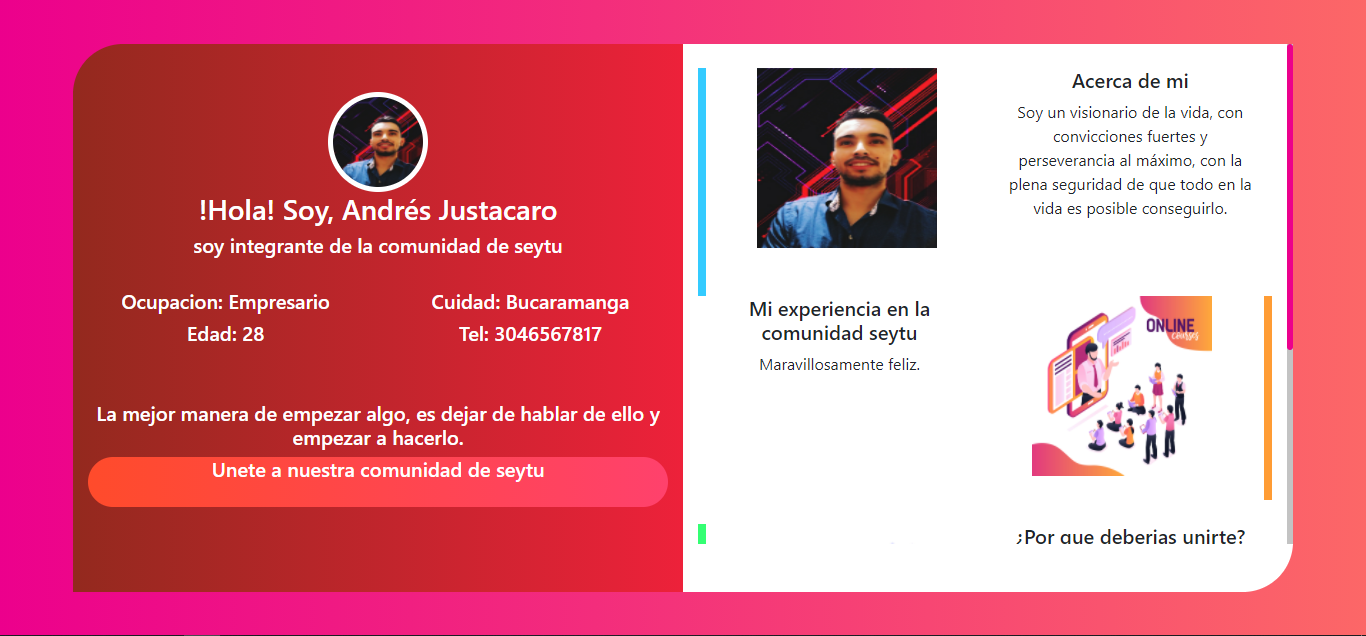 !Hola! Soy, Andrés Justacaro
soy integrante de la comunidad de seytu
Ocupacion: Empresario
Cuidad: Bucaramanga
Edad: 28
Tel: 3046567817
La mejor manera de empezar algo, es dejar de hablar de ello y
empezar a hacerlo.
Unete a nuestra comunidad de seytu
Acerca de mi
Soy un visionario de la vida, con
convicciones fuertes y
perseverancia al máximo, con la
plena seguridad de que todo en la
vida es posible conseguirlo.
Mi experiencia en la
comunidad seytu
Maravillosamente feliz.
ONLINE
courses
¿Por que deberias unirte?